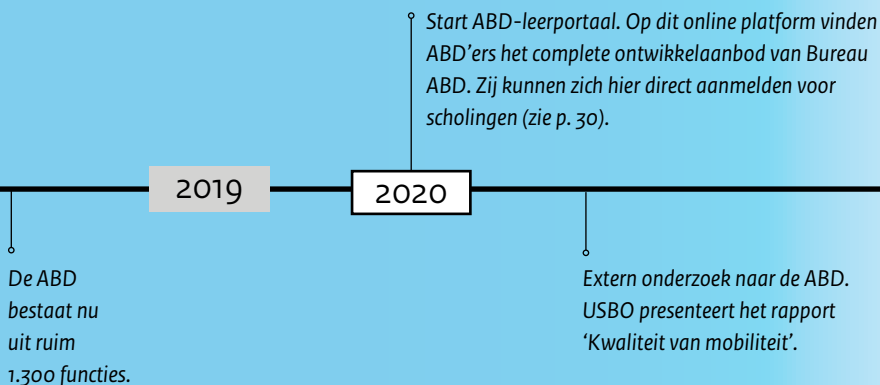 Start ABD-leerportaal. Op dit online platform vinden
ABD’ers het complete ontwikkelaanbod van Bureau
ABD. Zij kunnen zich hier direct aanmelden voor
scholingen (zie p. 30).
2019
2020
De ABD
bestaat nu
uit ruim
1.300 functies.
Extern onderzoek naar de ABD.
USBO presenteert het rapport
‘Kwaliteit van mobiliteit’.